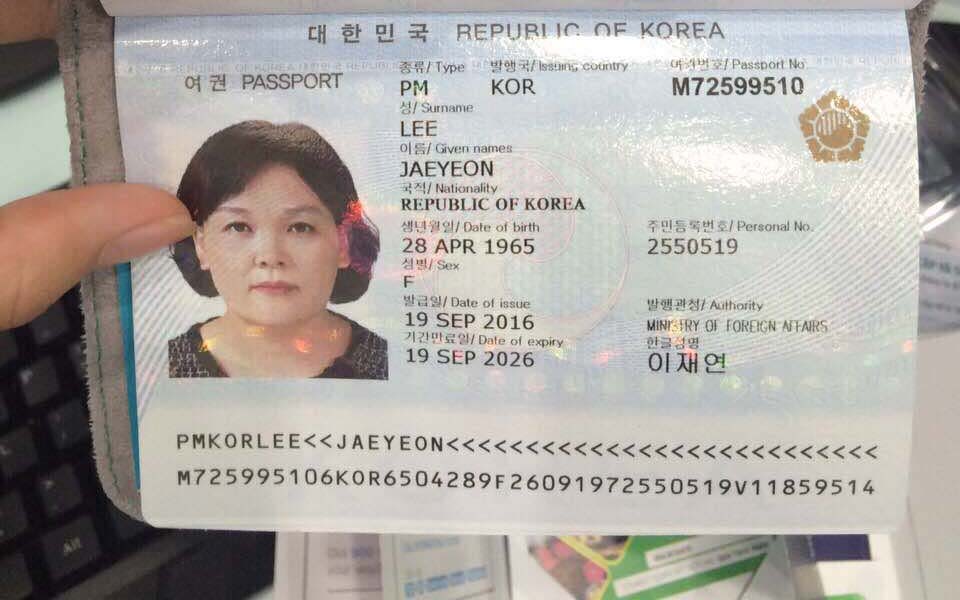 대한민국 REPUBLIC OF KOREA
여권 PASSPORT
종류/ Type 발행국/ Issuing country 여권번호/ Passport No.
PM KOR M72599510
성/ Surname
LEE
이름/ Given names
JAEYEON
국적/ Nationality
REPUBLIC OF KOREA
생년월일/ Date of birth 주민등록번호/ Personal No.
28 APR 1965 2550519
성별/ Sex
F
발급일/ Date of issue 발행관청/ Authority
19 SEP 2016 MINISTRY OF FOREIGN AFFAIRS
기간만료일/ Date of expiry 한글성명
19 SEP 2026 이재연
PMKORLEE<<JAEYEON<<<<<<<<<<<<<<<<<<<<<<<<<<<
M725995106KOR6504289F26091972550519V11859514
Alt